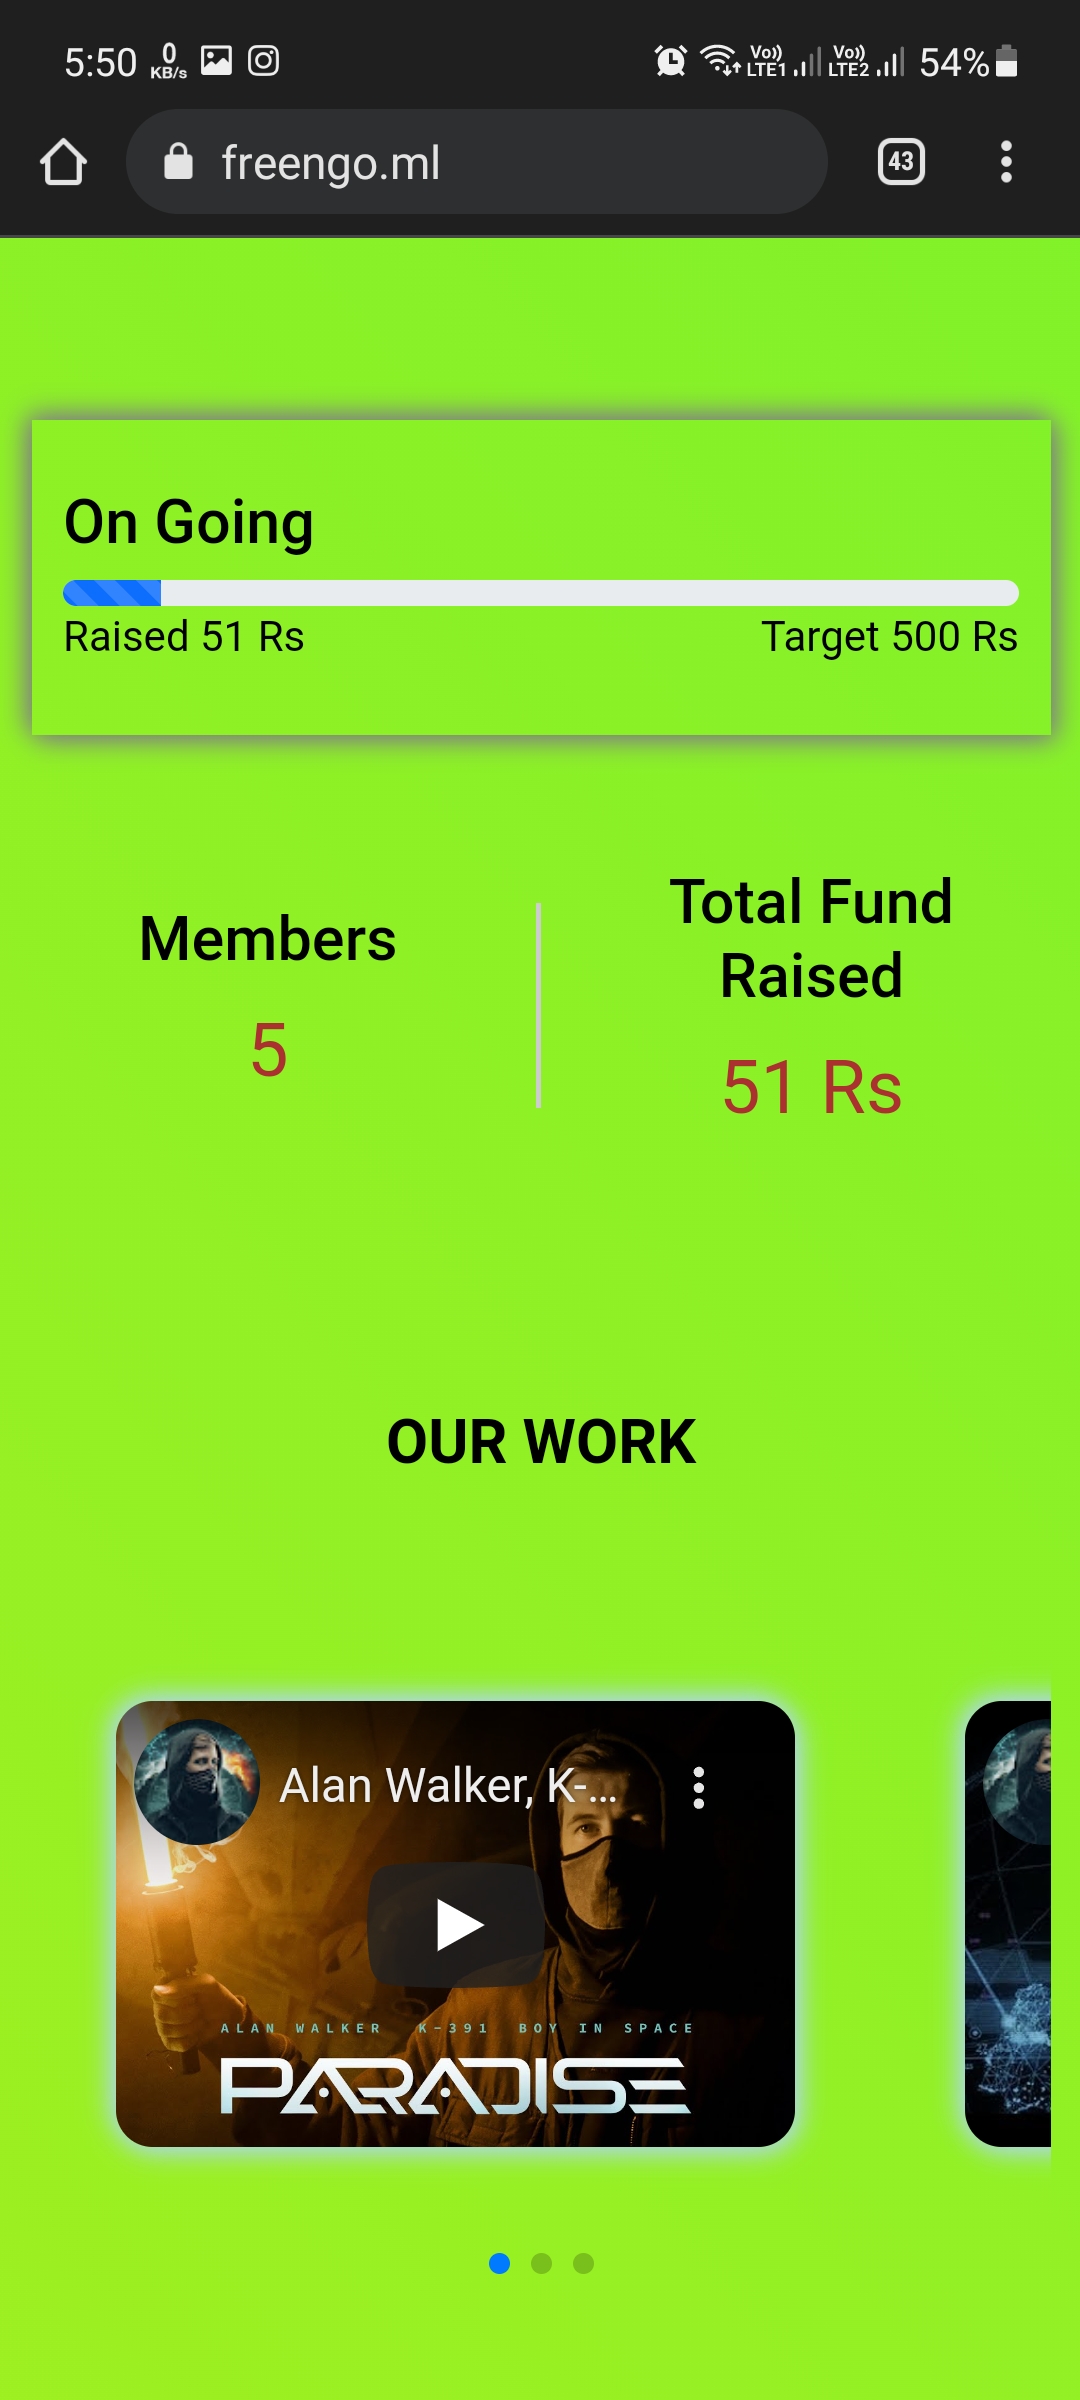 5:50 0 KB/s Vo)) LTE1 Vo)) LTE2 54%
freengo.ml 43
On Going
Raised 51 Rs Target 500 Rs
Members
5
Total Fund
Raised
51 Rs
OUR WORK
Alan Walker, K-...
ALAN WALKER K-391 BOY IN SPACE
PARADISE